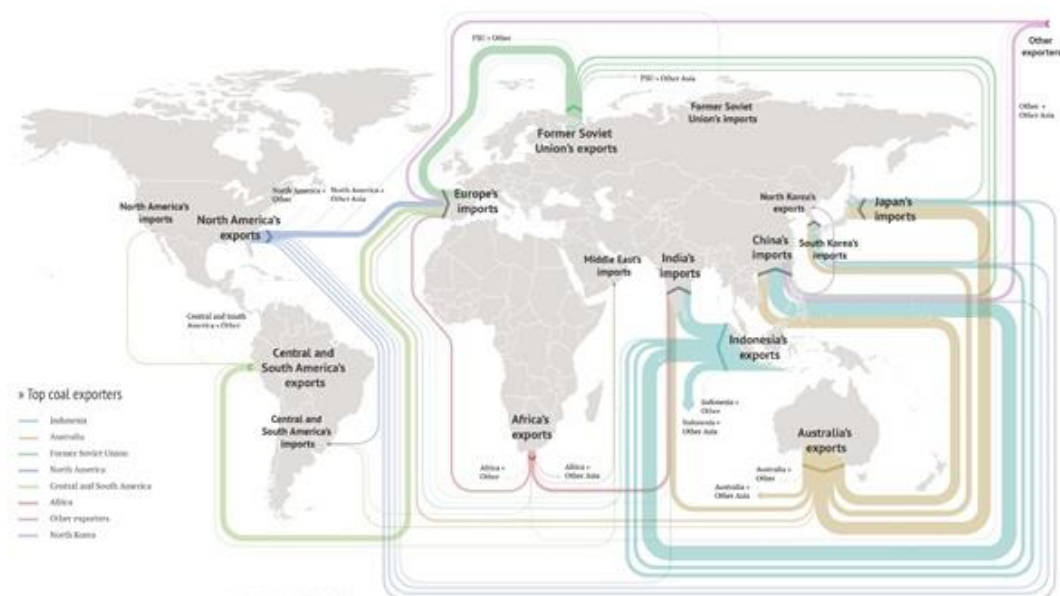 FSU » Other
Other
exporters
FSU » Other Asia
Former Soviet
Union's imports
Other »
Other Asia
Former Soviet
Union's exports
North America »
Other
North America »
Other Asia
Europe's
imports
North America's
imports
North America's
exports
North Korea's
exports
Japan's
imports
China's
imports
South Korea's
imports
Middle East's
imports
India's
imports
Central and South
America » Other
Indonesia's
exports
Central and
South America's
exports
Indonesia »
Other
Indonesia »
Other Asia
Central and
South America's
imports
Africa's
exports
Australia's
exports
Africa »
Other
Africa »
Other Asia
Australia »
Other
Australia »
Other Asia
» Top coal exporters
Indonesia
Australia
Former Soviet Union
North America
Central and South America
Africa
Other exporters
North Korea